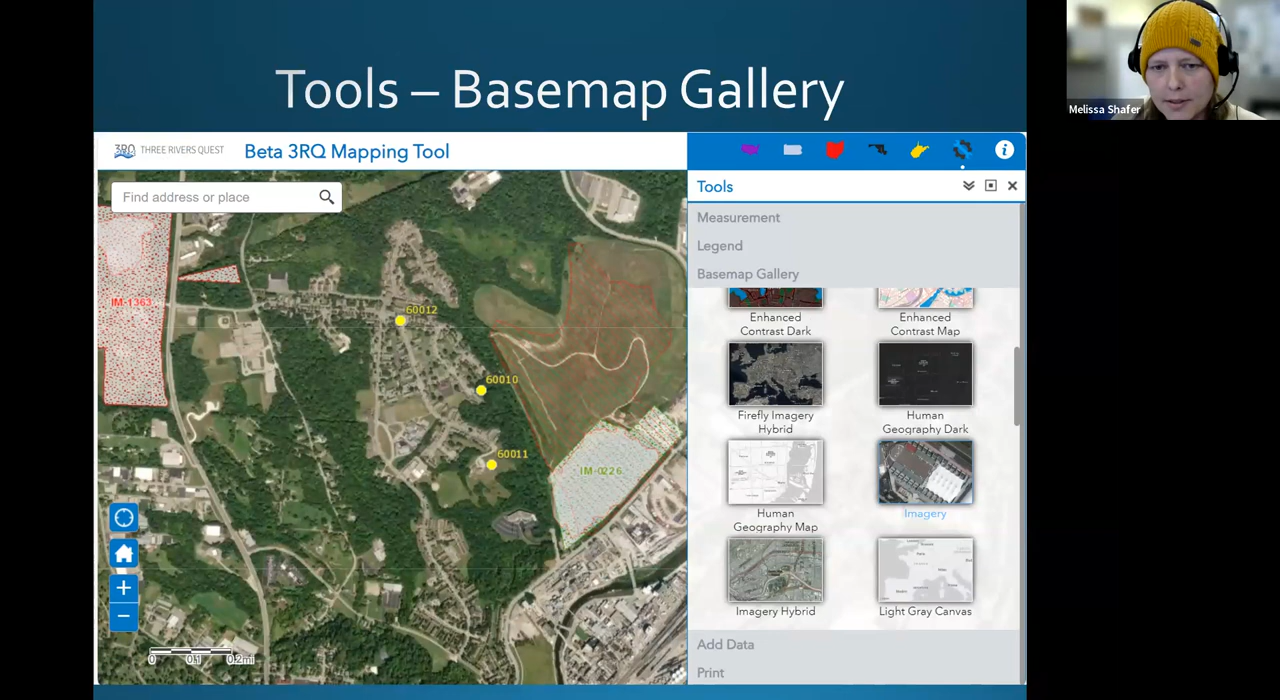 Tools – Basemap Gallery
Melissa Shafer
3RQ THREE RIVERS QUEST
Beta 3RQ Mapping Tool
Find address or place
Tools
Measurement
Legend
Basemap Gallery
Enhanced
Contrast Dark
Enhanced
Contrast Map
Firefly Imagery
Hybrid
Human
Geography Dark
Human
Geography Map
Imagery
Imagery Hybrid
Light Gray Canvas
Add Data
Print
IM-1363
60012
60010
60011
IM-0226
0 0.1 0.2mi